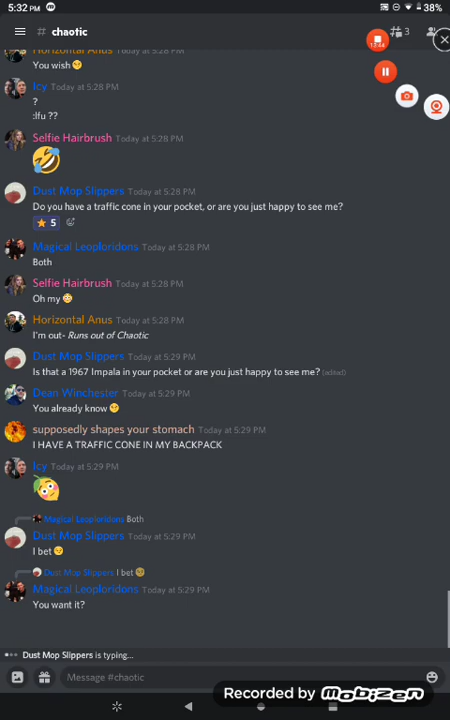 5:32 PM
38%
# chaotic
3
17:44
Horizontal Anus Today at 5:28 PM
You wish
Icy Today at 5:28 PM
?
:lfu ??
Selfie Hairbrush Today at 5:28 PM
Dust Mop Slippers Today at 5:28 PM
Do you have a traffic cone in your pocket, or are you just happy to see me?
5
Magical Leoploridons Today at 5:28 PM
Both
Selfie Hairbrush Today at 5:28 PM
Oh my
Horizontal Anus Today at 5:28 PM
I'm out- Runs out of Chaotic
Dust Mop Slippers Today at 5:29 PM
Is that a 1967 Impala in your pocket or are you just happy to see me? (edited)
Dean Winchester Today at 5:29 PM
You already know
supposedly shapes your stomach Today at 5:29 PM
I HAVE A TRAFFIC CONE IN MY BACKPACK
Icy Today at 5:29 PM
Magical Leoploridons Both
Dust Mop Slippers Today at 5:29 PM
I bet
Dust Mop Slippers I bet
Magical Leoploridons Today at 5:29 PM
You want it?
Dust Mop Slippers is typing...
Message #chaotic
Recorded by Mobizen